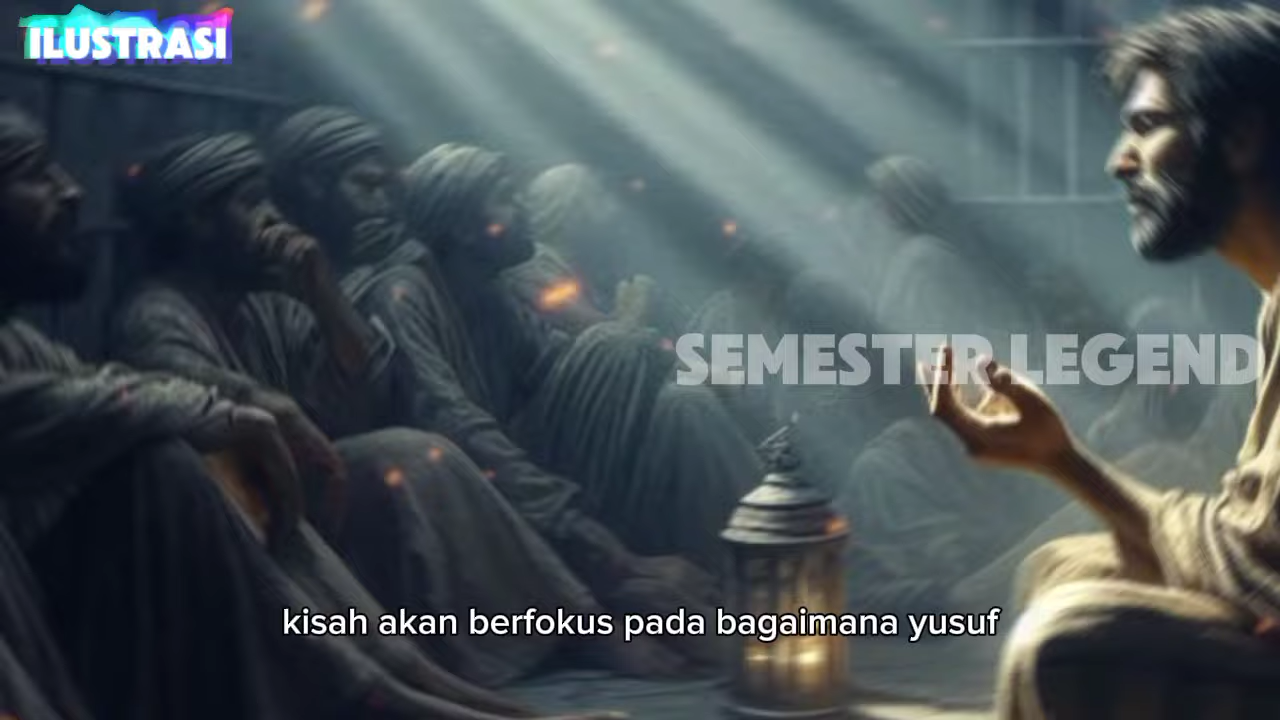 ILUSTRASI
SEMESTER LEGEND
kisah akan berfokus pada bagaimana yusuf